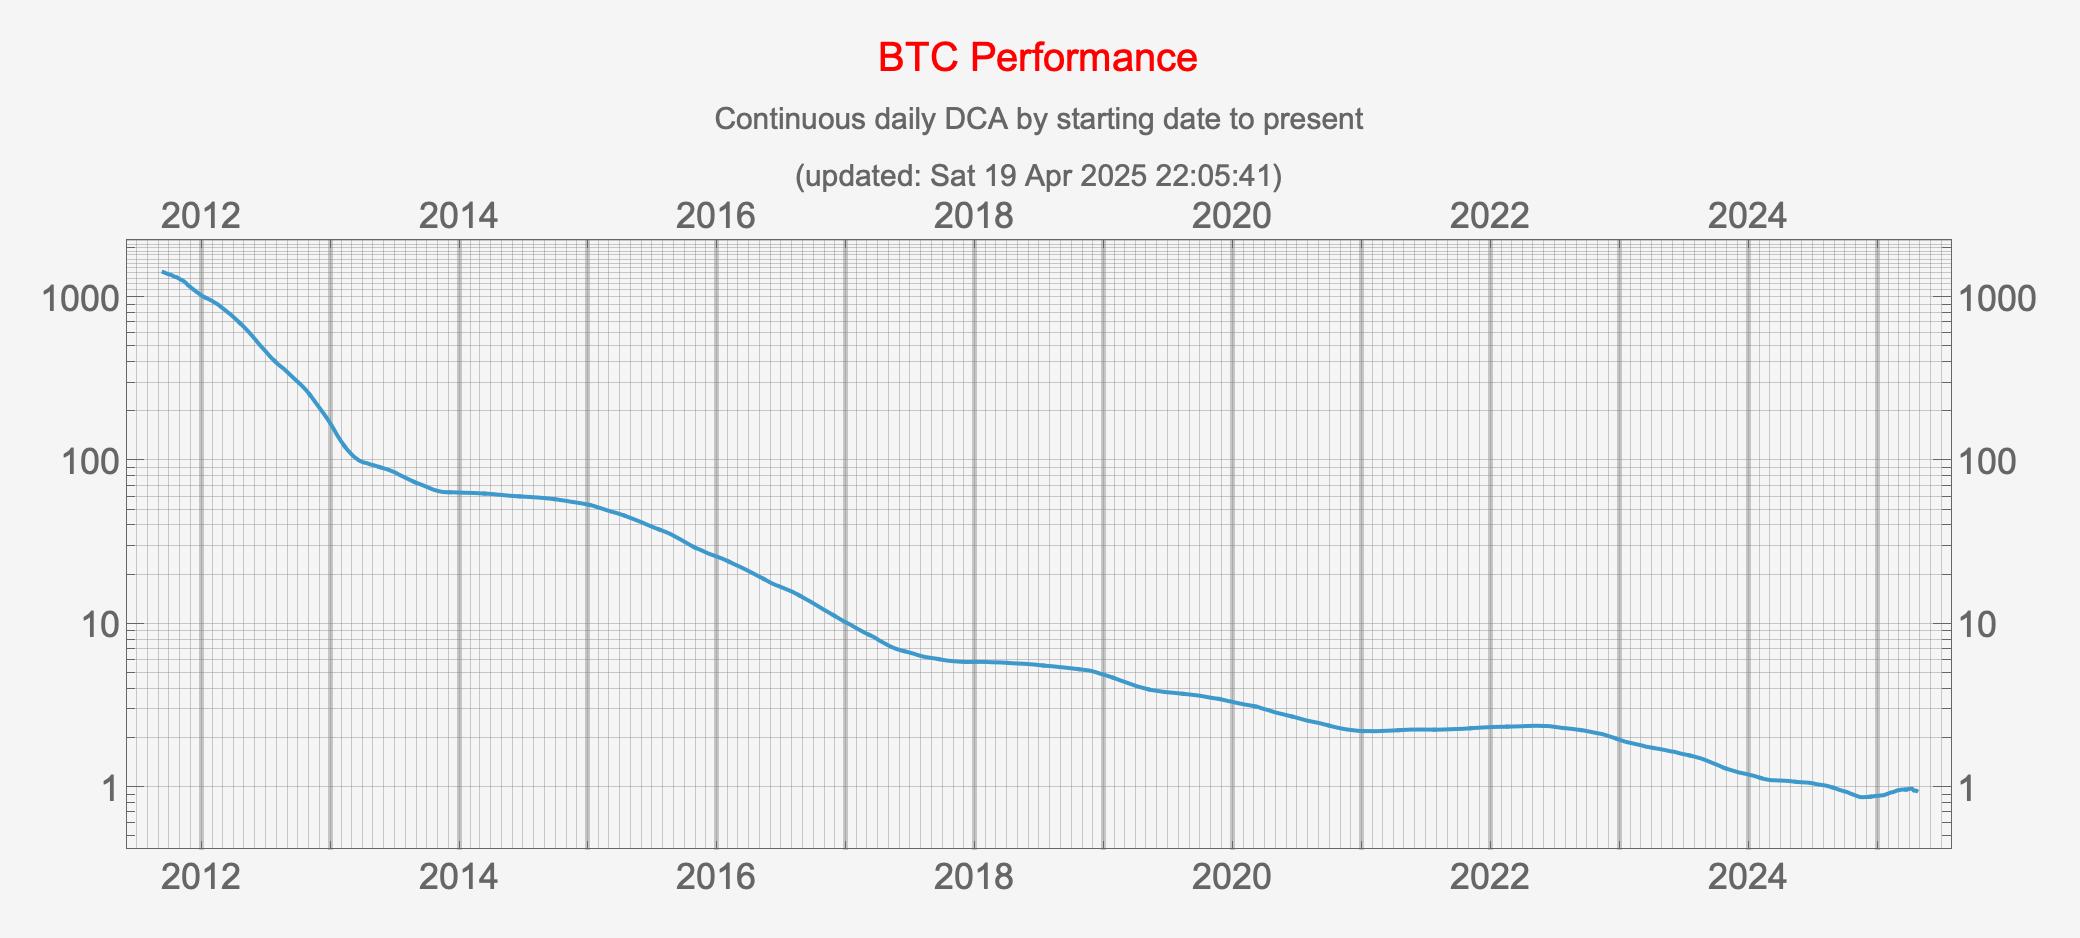 BTC Performance
Continuous daily DCA by starting date to present
(updated: Sat 19 Apr 2025 22:05:41)
2012 2014 2016 2018 2020 2022 2024
1000 1000
100 100
10 10
1 1
2012 2014 2016 2018 2020 2022 2024